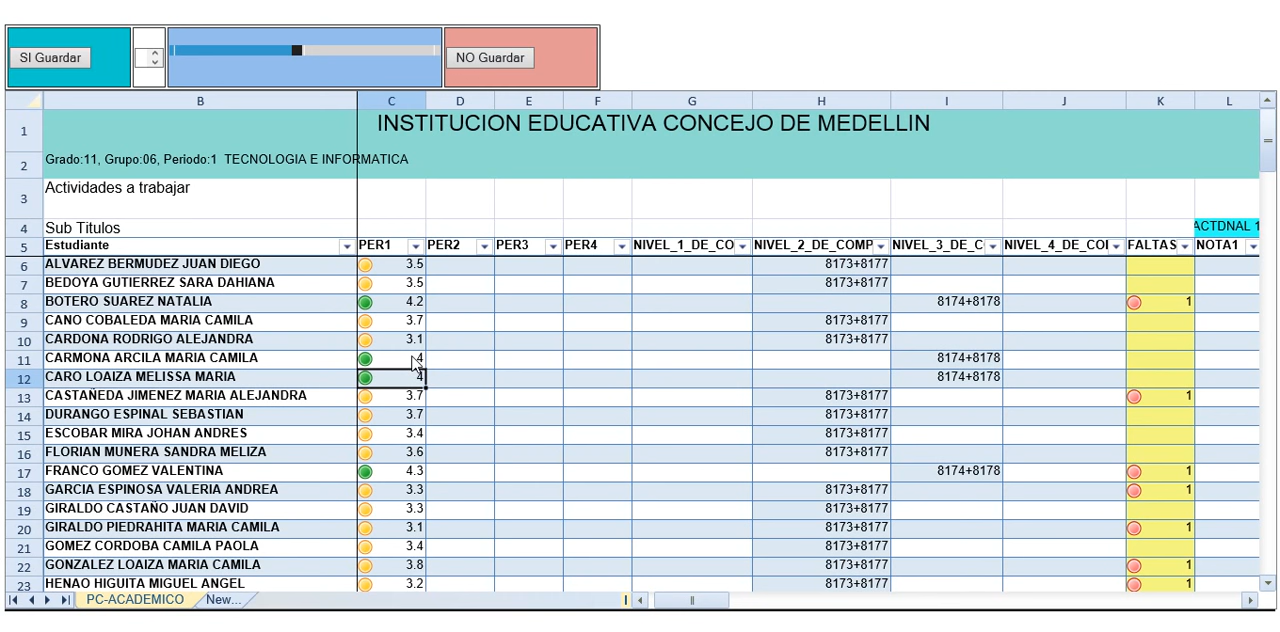 SI Guardar NO Guardar
B C D E F G H I J K L
1 INSTITUCION EDUCATIVA CONCEJO DE MEDELLIN
2 Grado:11, Grupo:06, Periodo:1 TECNOLOGIA E INFORMATICA
3 Actividades a trabajar
4 Sub Titulos ACTDNAL 1
5 Estudiante PER1 PER2 PER3 PER4 NIVEL_1_DE_CO NIVEL_2_DE_COMP NIVEL_3_DE_C NIVEL_4_DE_COI FALTAS NOTA1
6 ALVAREZ BERMUDEZ JUAN DIEGO 3.5 8173+8177
7 BEDOYA GUTIERREZ SARA DAHIANA 3.5 8173+8177
8 BOTERO SUAREZ NATALIA 4.2 8174+8178 1
9 CANO COBALEDA MARIA CAMILA 3.7 8173+8177
10 CARDONA RODRIGO ALEJANDRA 3.1 8173+8177
11 CARMONA ARCILA MARIA CAMILA 4 8174+8178
12 CARO LOAIZA MELISSA MARIA 4 8174+8178
13 CASTAÑEDA JIMENEZ MARIA ALEJANDRA 3.7 8173+8177 1
14 DURANGO ESPINAL SEBASTIAN 3.7 8173+8177
15 ESCOBAR MIRA JOHAN ANDRES 3.4 8173+8177
16 FLORIAN MUNERA SANDRA MELIZA 3.6 8173+8177
17 FRANCO GOMEZ VALENTINA 4.3 8174+8178 1
18 GARCIA ESPINOSA VALERIA ANDREA 3.3 8173+8177 1
19 GIRALDO CASTAÑO JUAN DAVID 3.3 8173+8177
20 GIRALDO PIEDRAHITA MARIA CAMILA 3.1 8173+8177 1
21 GOMEZ CORDOBA CAMILA PAOLA 3.4 8173+8177
22 GONZALEZ LOAIZA MARIA CAMILA 3.8 8173+8177 1
23 HENAO HIGUITA MIGUEL ANGEL 3.2 8173+8177 1
PC-ACADEMICO New...